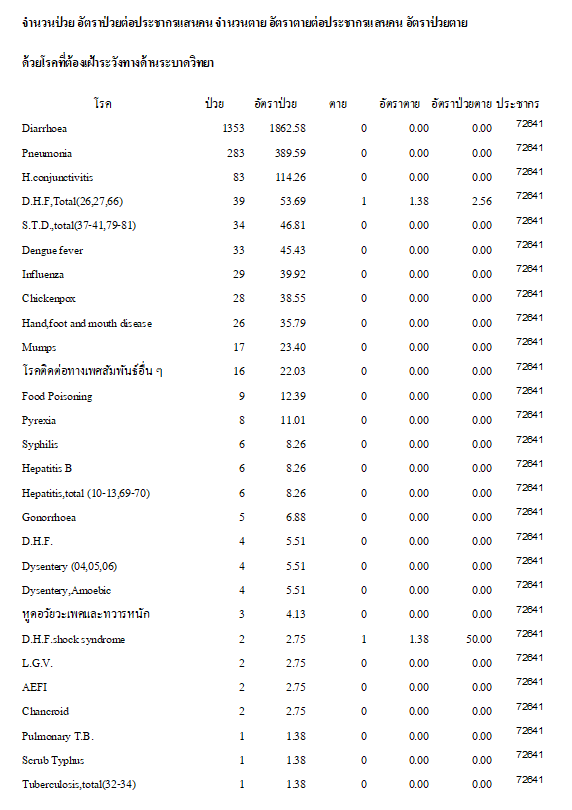 จำนวนป่วย อัตราป่วยต่อประชากรแสนคน จำนวนตาย อัตราตายต่อประชากรแสนคน อัตราป่วยตาย
ด้วยโรคที่ต้องเฝ้าระวังทางด้านระบาดวิทยา
โรค ป่วย อัตราป่วย ตาย อัตราตาย อัตราป่วยตาย ประชากร
Diarrhoea 1353 1862.58 0 0.00 0.00 72641
Pneumonia 283 389.59 0 0.00 0.00 72641
H.conjunctivitis 83 114.26 0 0.00 0.00 72641
D.H.F,Total(26,27,66) 39 53.69 1 1.38 2.56 72641
S.T.D.,total(37-41,79-81) 34 46.81 0 0.00 0.00 72641
Dengue fever 33 45.43 0 0.00 0.00 72641
Influenza 29 39.92 0 0.00 0.00 72641
Chickenpox 28 38.55 0 0.00 0.00 72641
Hand,foot and mouth disease 26 35.79 0 0.00 0.00 72641
Mumps 17 23.40 0 0.00 0.00 72641
โรคติดต่อทางเพศสัมพันธ์อื่น ๆ 16 22.03 0 0.00 0.00 72641
Food Poisoning 9 12.39 0 0.00 0.00 72641
Pyrexia 8 11.01 0 0.00 0.00 72641
Syphilis 6 8.26 0 0.00 0.00 72641
Hepatitis B 6 8.26 0 0.00 0.00 72641
Hepatitis,total (10-13,69-70) 6 8.26 0 0.00 0.00 72641
Gonorrhoea 5 6.88 0 0.00 0.00 72641
D.H.F. 4 5.51 0 0.00 0.00 72641
Dysentery (04,05,06) 4 5.51 0 0.00 0.00 72641
Dysentery,Amoebic 4 5.51 0 0.00 0.00 72641
หูดอวัยวะเพศและทวารหนัก 3 4.13 0 0.00 0.00 72641
D.H.F.shock syndrome 2 2.75 1 1.38 50.00 72641
L.G.V. 2 2.75 0 0.00 0.00 72641
AEFI 2 2.75 0 0.00 0.00 72641
Chancroid 2 2.75 0 0.00 0.00 72641
Pulmonary T.B. 1 1.38 0 0.00 0.00 72641
Scrub Typhus 1 1.38 0 0.00 0.00 72641
Tuberculosis,total(32-34) 1 1.38 0 0.00 0.00 72641